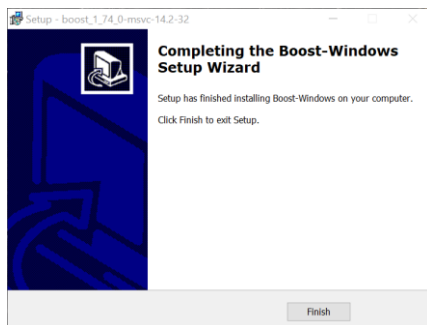 Setup - boost_1_74_0-msvc-14.2-32
Completing the Boost-Windows
Setup Wizard
Setup has finished installing Boost-Windows on your computer.
Click Finish to exit Setup.
Finish